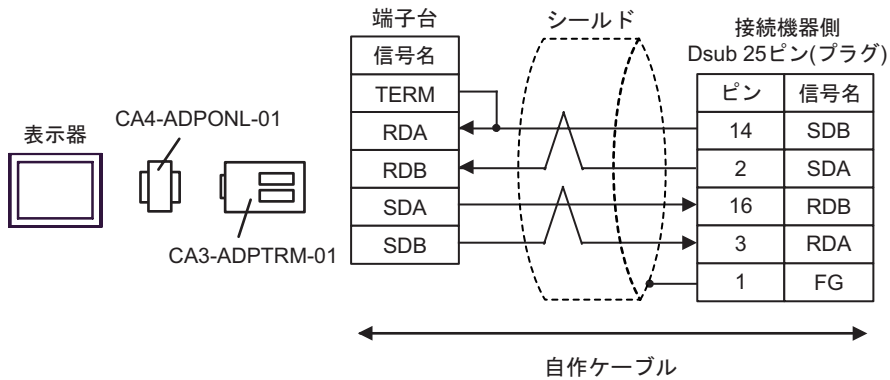 端子台
シールド
接続機器側
Dsub 25ピン(プラグ)
信号名
ピン 信号名
TERM
RDA 14 SDB
RDB 2 SDA
SDA 16 RDB
SDB 3 RDA
1 FG
表示器
CA4-ADPONL-01
CA3-ADPTRM-01
自作ケーブル